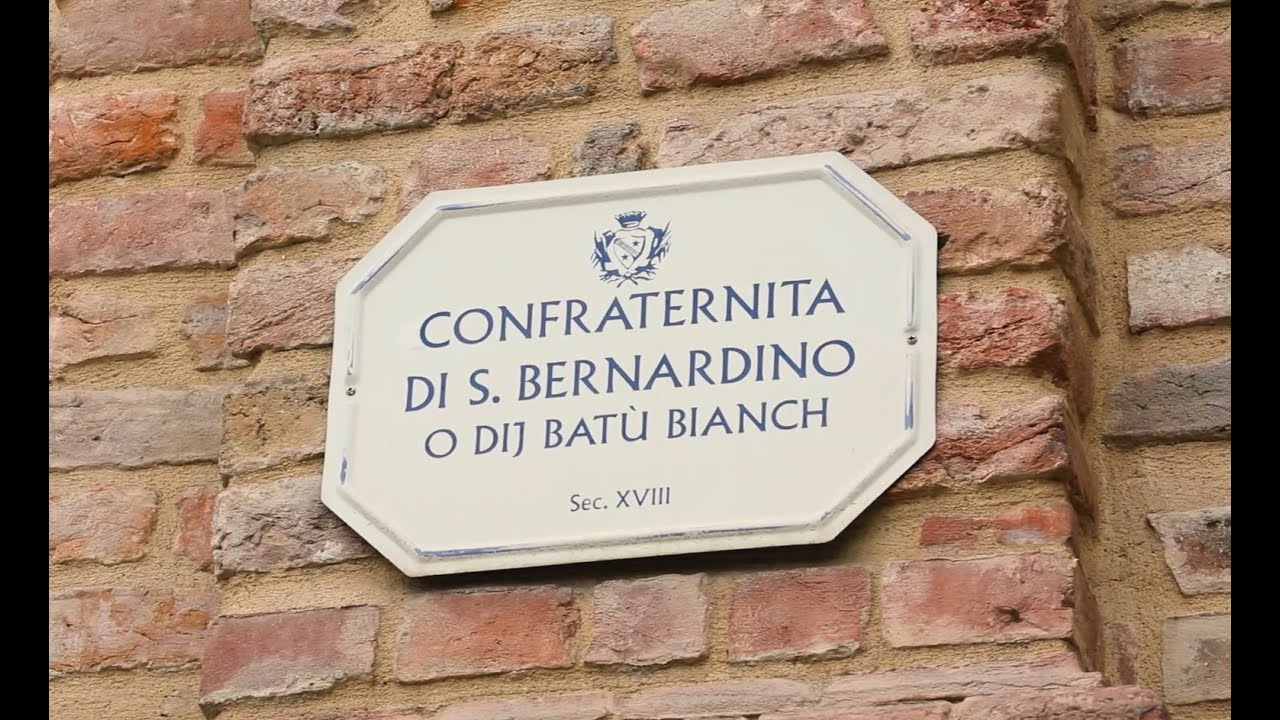 CONFRATERNITA
DI S. BERNARDINO
O DIJ BATÙ BIANCH
Sec. XVIII